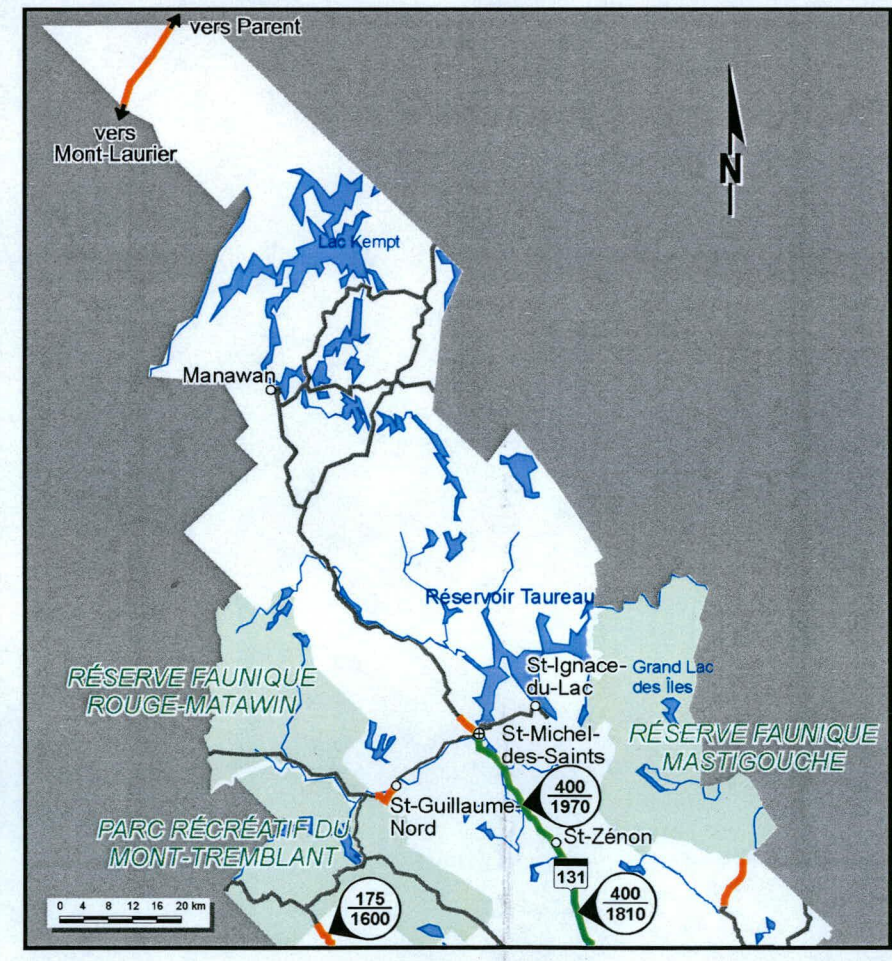 vers Parent
vers
Mont-Laurier
N
Lac Kempt
Manawan
Réservoir Taureau
St-Ignace-
du-Lac
Grand Lac
des Îles
RÉSERVE FAUNIQUE
ROUGE-MATAWIN
St-Michel-
des-Saints
RÉSERVE FAUNIQUE
MASTIGOUCHE
400
1970
St-Guillaume-
Nord
St-Zénon
PARC RÉCRÉATIF DU
MONT-TREMBLANT
131
175
1600
400
1810
0 4 8 12 16 20 km